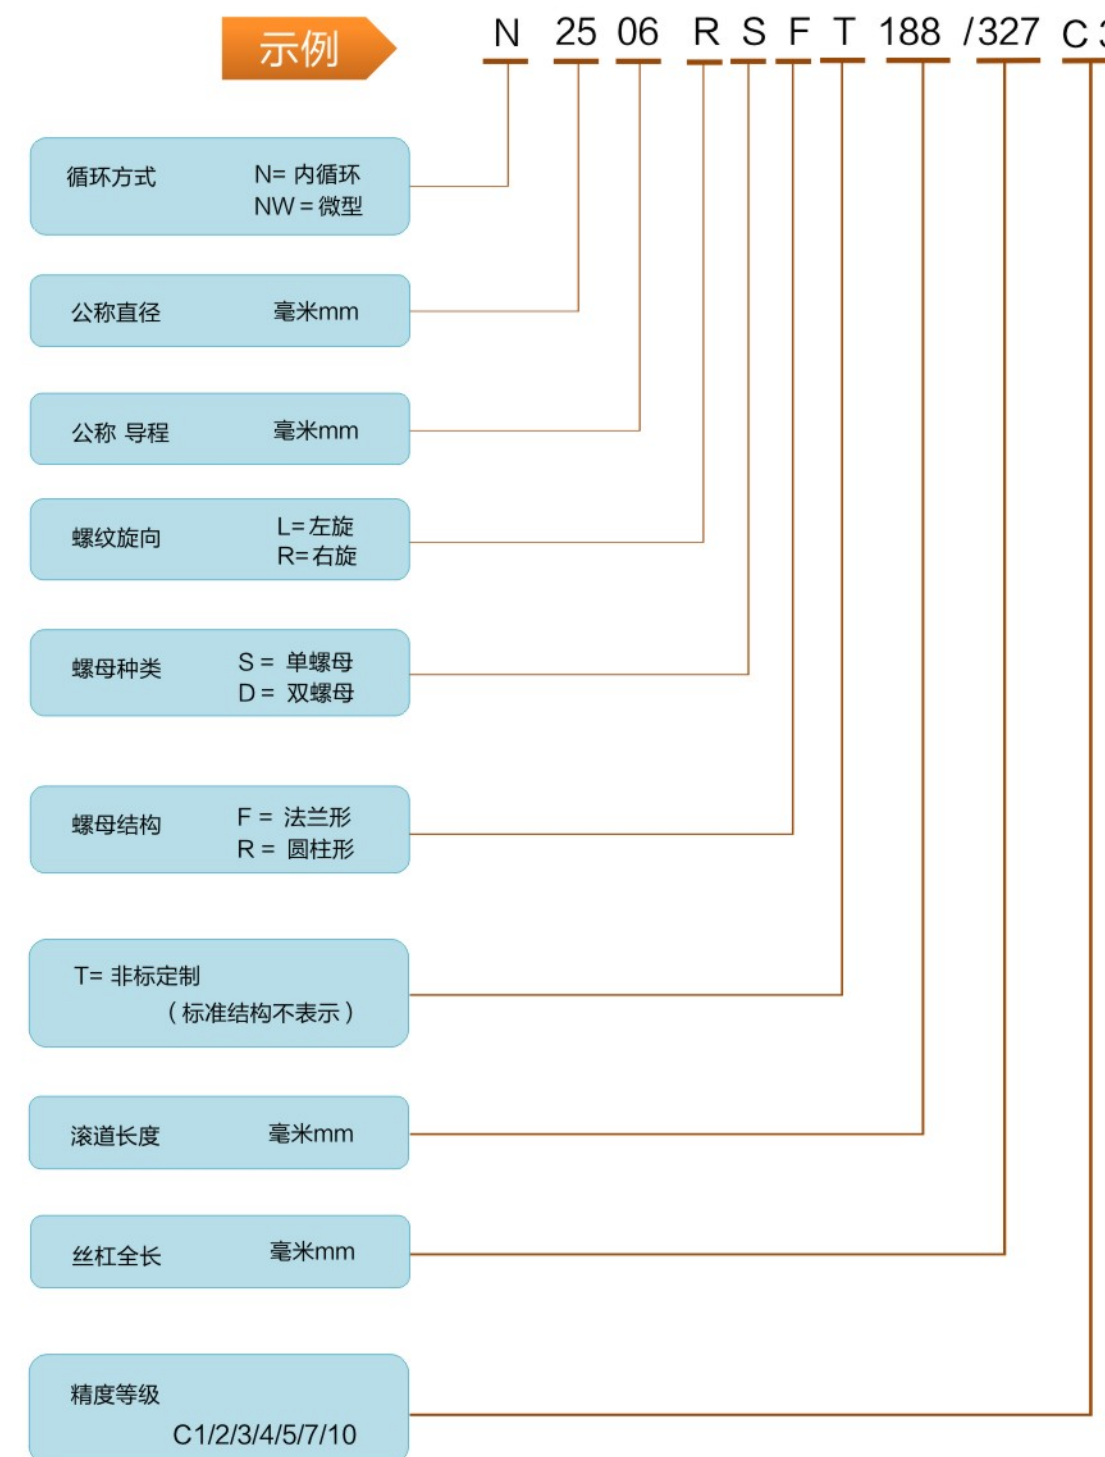 示例
N 25 06 R S F T 188 /327 C 3
循环方式 N= 内循环
NW = 微型
公称直径 毫米mm
公称 导程 毫米mm
螺纹旋向 L= 左旋
R= 右旋
螺母种类 S = 单螺母
D = 双螺母
螺母结构 F = 法兰形
R = 圆柱形
T= 非标定制
（标准结构不表示）
滚道长度 毫米mm
丝杠全长 毫米mm
精度等级
C1/2/3/4/5/7/10